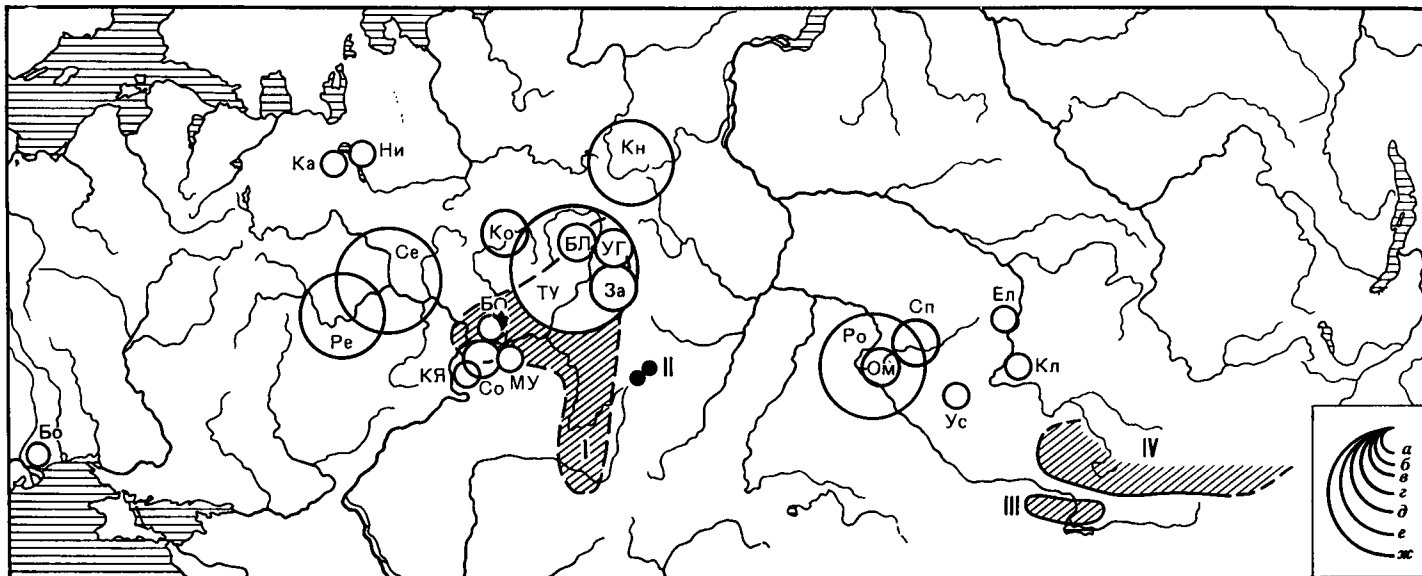 Кн
Ка
Ни
Ко
БЛ
УГ
Се
ТУ
За
БО
Ре
Ел
Сп
Ро
Ом
Кл
КЯ
Со
МУ
II
Ус
Бо
I
IV
III
а
б
в
г
д
е
ж